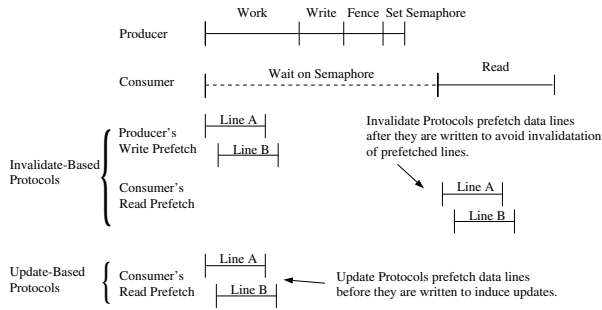 Work Write Fence Set Semaphore
Producer
Consumer
Wait on Semaphore
Read
Invalidate-Based
Protocols
Producer's
Write Prefetch
Line A
Line B
Consumer's
Read Prefetch
Invalidate Protocols prefetch data lines
after they are written to avoid invalidatation
of prefetched lines.
Line A
Line B
Update-Based
Protocols
Consumer's
Read Prefetch
Line A
Line B
Update Protocols prefetch data lines
before they are written to induce updates.